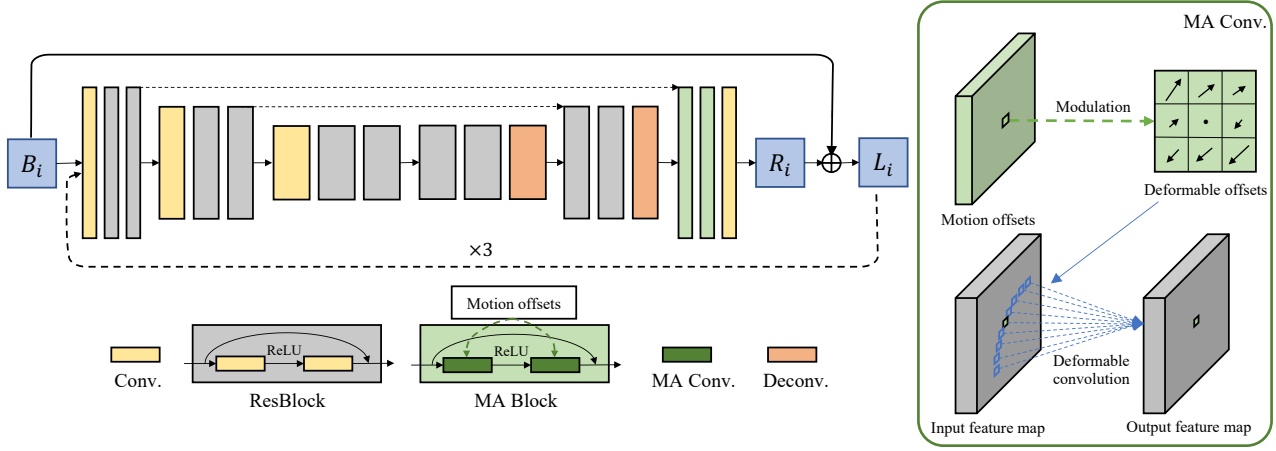 MA Conv.
B_i
R_i
L_i
×3
Motion offsets
ReLU
ReLU
Conv.
ResBlock
MA Block
MA Conv.
Deconv.
Modulation
Motion offsets
Deformable offsets
Deformable
convolution
Input feature map
Output feature map